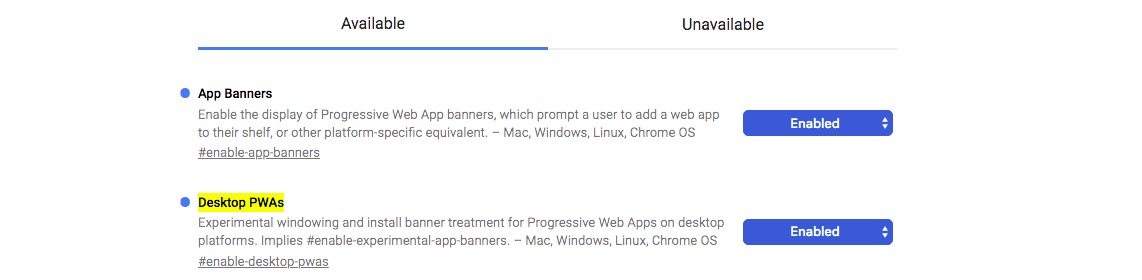 Available
Unavailable
App Banners
Enable the display of Progressive Web App banners, which prompt a user to add a web app
to their shelf, or other platform-specific equivalent. – Mac, Windows, Linux, Chrome OS
#enable-app-banners
Enabled
Desktop PWAs
Experimental windowing and install banner treatment for Progressive Web Apps on desktop
platforms. Implies #enable-experimental-app-banners. – Mac, Windows, Linux, Chrome OS
#enable-desktop-pwas
Enabled